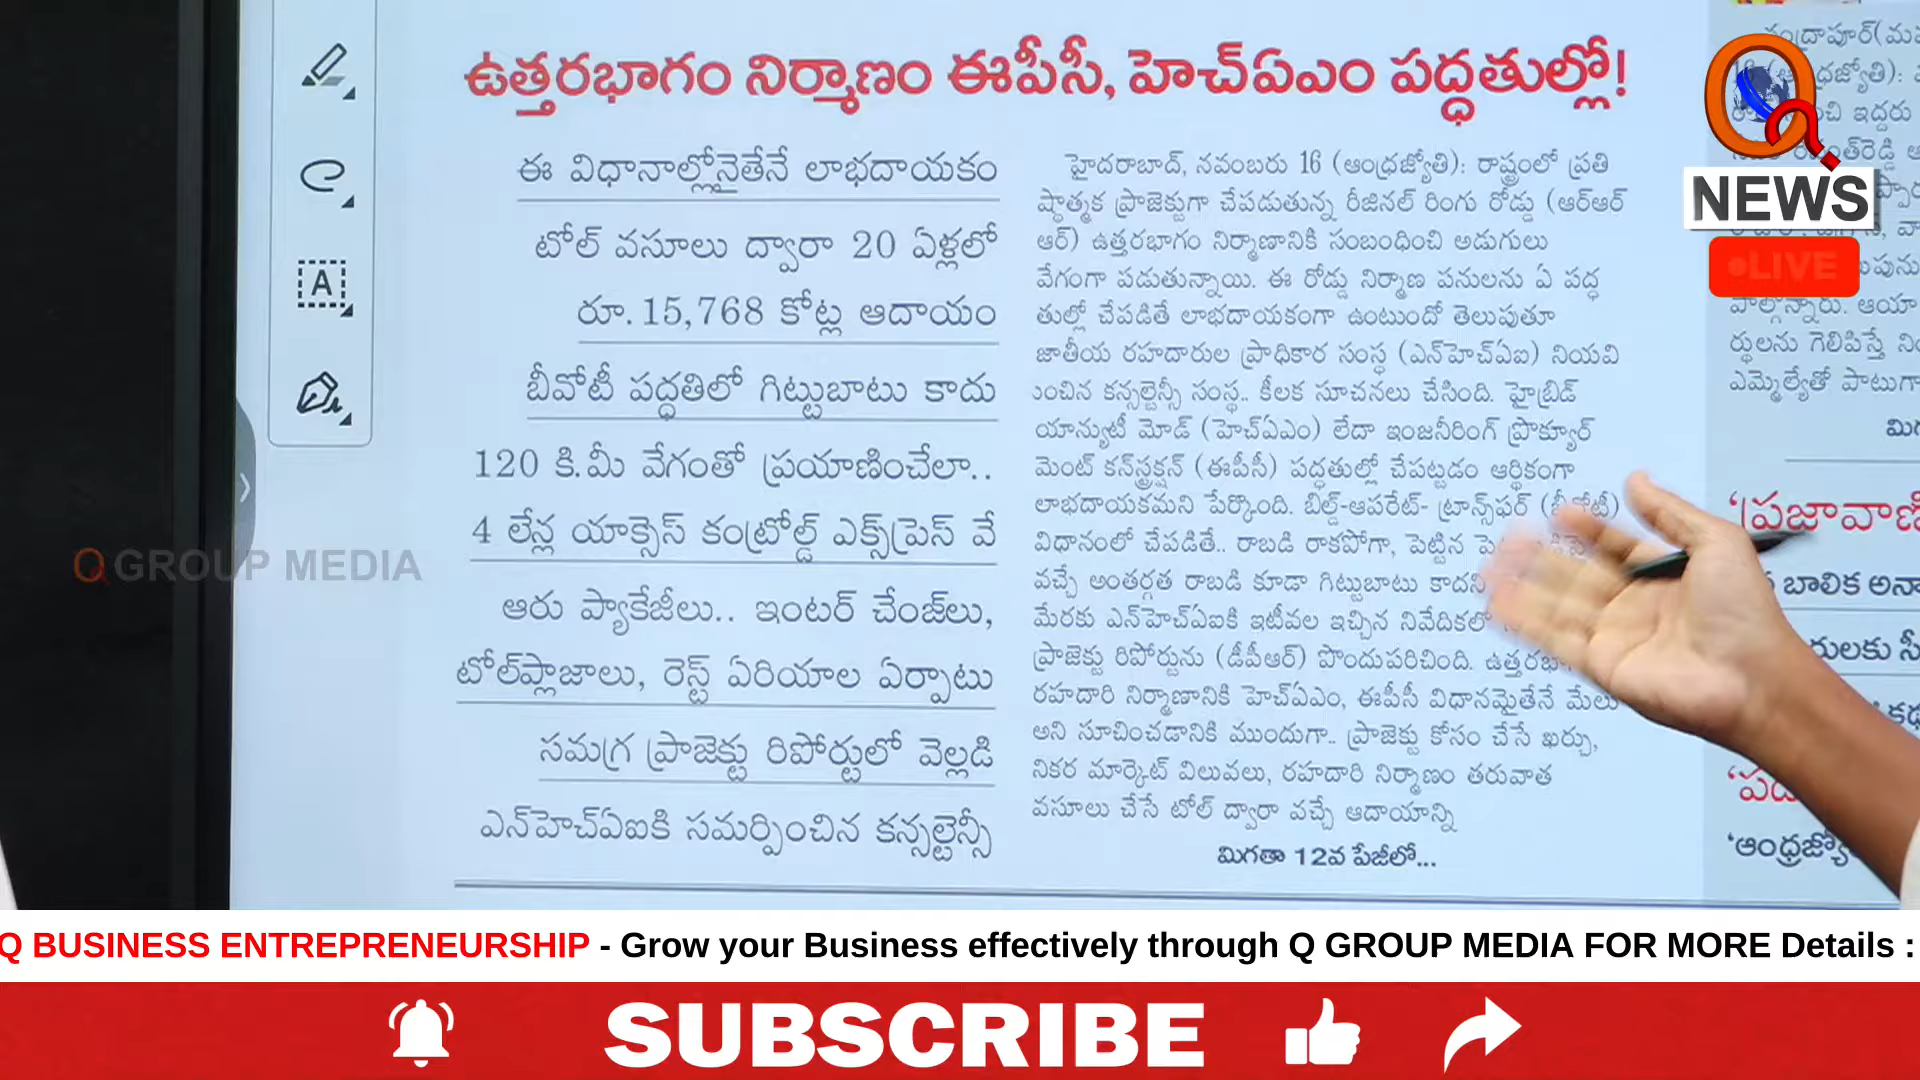 ఉత్తరభాగం నిర్మాణం ఈపీసీ, హెచ్ఏఎం పద్ధతుల్లో!
ఈ విధానాల్లోనైతేనే లాభదాయకం
టోల్ వసూలు ద్వారా 20 ఏళ్లలో
రూ.15,768 కోట్ల ఆదాయం
బీవోటీ పద్ధతిలో గిట్టుబాటు కాదు
120 కి.మీ వేగంతో ప్రయాణించేలా..
4 లేన్ల యాక్సెస్ కంట్రోల్డ్ ఎక్స్‌ప్రెస్ వే
ఆరు ప్యాకేజీలు.. ఇంటర్ చేంజ్‌లు,
టోల్‌ప్లాజాలు, రెస్ట్ ఏరియాల ఏర్పాటు
సమగ్ర ప్రాజెక్టు రిపోర్టులో వెల్లడి
ఎన్‌హెచ్ఏఐకి సమర్పించిన కన్సల్టెన్సీ
హైదరాబాద్, నవంబరు 16 (ఆంధ్రజ్యోతి): రాష్ట్రంలో ప్రతి
ష్ఠాత్మక ప్రాజెక్టుగా చేపడుతున్న రీజినల్ రింగు రోడ్డు (ఆర్ఆర్
ఆర్) ఉత్తరభాగం నిర్మాణానికి సంబంధించి అడుగులు
వేగంగా పడుతున్నాయి. ఈ రోడ్డు నిర్మాణ పనులను ఏ పద్ధ
తుల్లో చేపడితే లాభదాయకంగా ఉంటుందో తెలుపుతూ
జాతీయ రహదారుల ప్రాధికార సంస్థ (ఎన్‌హెచ్ఏఐ) నియమి
ంచిన కన్సల్టెన్సీ సంస్థ.. కీలక సూచనలు చేసింది. హైబ్రిడ్
యాన్యుటీ మోడ్ (హెచ్ఏఎం) లేదా ఇంజనీరింగ్ ప్రొక్యూర్
మెంట్ కన్‌స్ట్రక్షన్ (ఈపీసీ) పద్ధతుల్లో చేపట్టడం ఆర్థికంగా
లాభదాయకమని పేర్కొంది. బిల్డ్-ఆపరేట్- ట్రాన్స్‌ఫర్ (బీవోటీ)
విధానంలో చేపడితే.. రాబడి రాకపోగా, పెట్టిన
వచ్చే అంతర్గత రాబడి కూడా గిట్టుబాటు కాదని
మేరకు ఎన్‌హెచ్ఏఐకి ఇటీవల ఇచ్చిన నివేదికలో
ప్రాజెక్టు రిపోర్టును (డీపీఆర్) పొందుపరిచింది.
రహదారి నిర్మాణానికి హెచ్ఏఎం, ఈపీసీ విధానమైతేనే మేలు
అని సూచించడానికి ముందుగా.. ప్రాజెక్టు కోసం చేసే ఖర్చు,
నికర మార్కెట్ విలువలు, రహదారి నిర్మాణం తరువాత
వసూలు చేసే టోల్ ద్వారా వచ్చే ఆదాయాన్ని
మిగతా 12వ పేజీలో...
ఇద్దరు
పాల్గొన్నారు. ఆయా
ర్థులను గెలిపిస్తే
ఎమ్మెల్యేతో పాటుగా
బాలిక
A
Q
NEWS
LIVE
Q GROUP MEDIA
Q BUSINESS ENTREPRENEURSHIP - Grow your Business effectively through Q GROUP MEDIA FOR MORE Details :
SUBSCRIBE